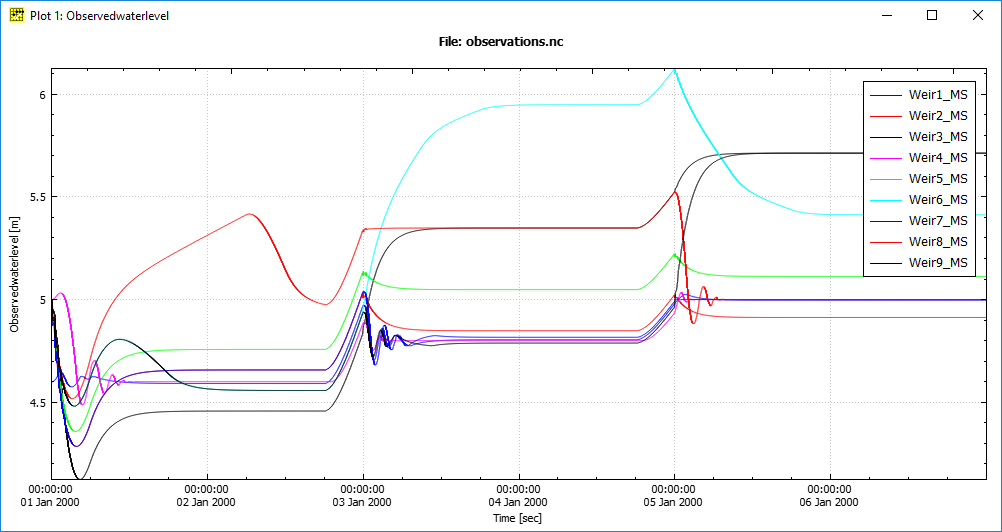 Plot 1: Observedwaterlevel
File: observations.nc
Observedwaterlevel [m]
6
5.5
5
4.5
Weir1_MS
Weir2_MS
Weir3_MS
Weir4_MS
Weir5_MS
Weir6_MS
Weir7_MS
Weir8_MS
Weir9_MS
00:00:00 00:00:00 00:00:00 00:00:00 00:00:00 00:00:00
01 Jan 2000 02 Jan 2000 03 Jan 2000 04 Jan 2000 05 Jan 2000 06 Jan 2000
Time [sec]